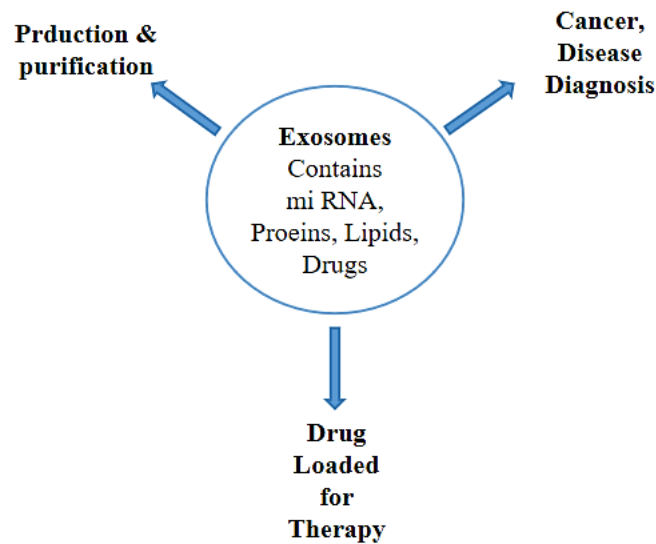 Prduction &
purification
Cancer,
Disease
Diagnosis
Exosomes
Contains
mi RNA,
Proeins, Lipids,
Drugs
Drug
Loaded
for
Therapy